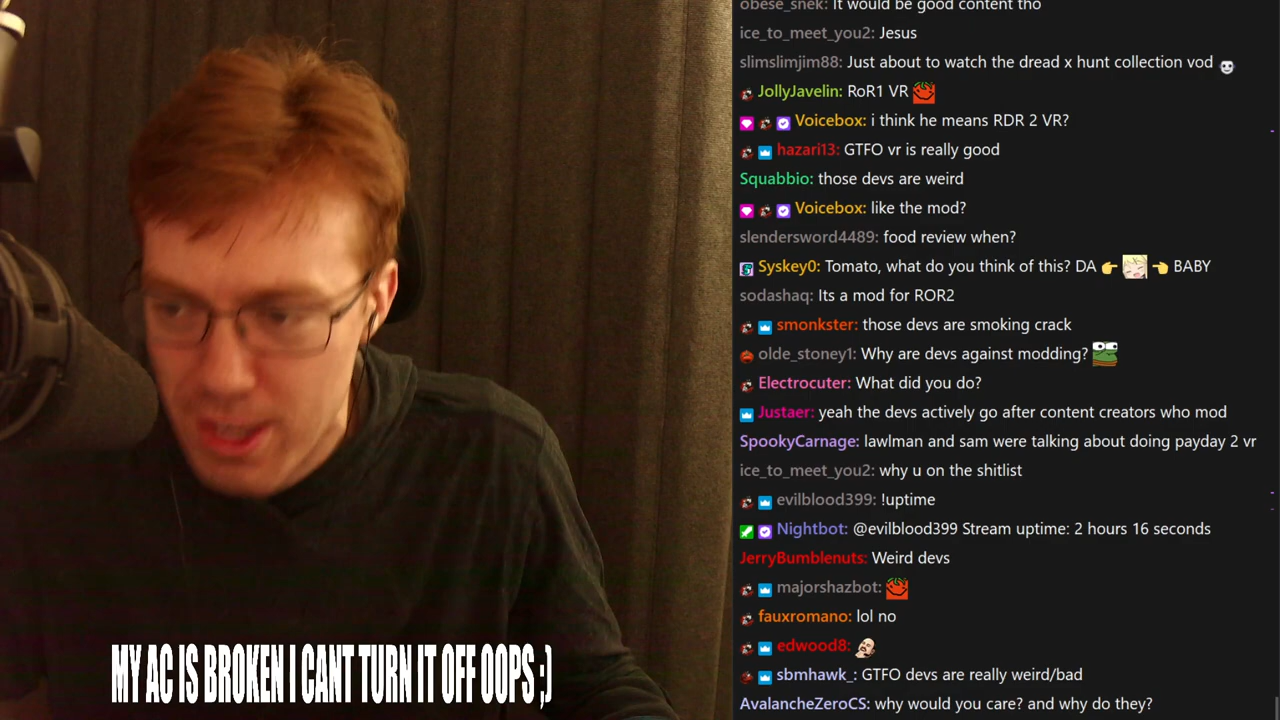 obese_snek: It would be good content tho
ice_to_meet_you2: Jesus
slimslimjim88: Just about to watch the dread x hunt collection vod
JollyJavelin: RoR1 VR
Voicebox: i think he means RDR 2 VR?
hazari13: GTFO vr is really good
Squabbio: those devs are weird
Voicebox: like the mod?
slendersword4489: food review when?
Syskey0: Tomato, what do you think of this? DA BABY
sodashaq: Its a mod for ROR2
smonkster: those devs are smoking crack
olde_stoney1: Why are devs against modding?
Electrocuter: What did you do?
Justaer: yeah the devs actively go after content creators who mod
SpookyCarnage: lawlman and sam were talking about doing payday 2 vr
ice_to_meet_you2: why u on the shitlist
evilblood399: !uptime
Nightbot: @evilblood399 Stream uptime: 2 hours 16 seconds
JerryBumblenuts: Weird devs
majorshazbot:
fauxromano: lol no
edwood8:
sbmhawk_: GTFO devs are really weird/bad
AvalancheZeroCS: why would you care? and why do they?
MY AC IS BROKEN I CANT TURN IT OFF OOPS ;)